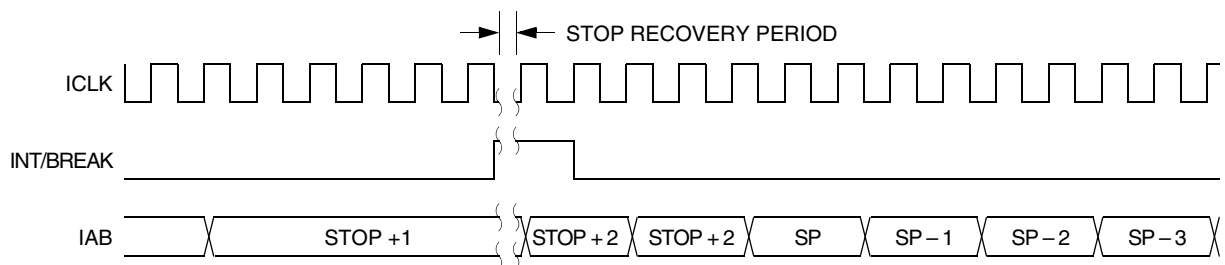 STOP RECOVERY PERIOD
ICLK
INT/BREAK
IAB STOP +1 STOP + 2 STOP + 2 SP SP – 1 SP – 2 SP – 3